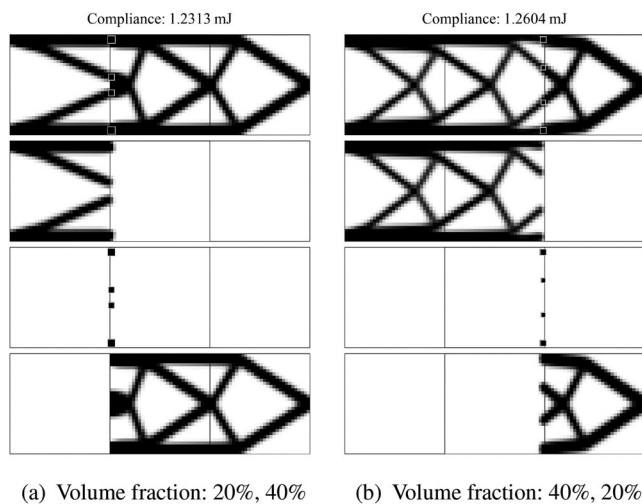 Compliance: 1.2313 mJ
Compliance: 1.2604 mJ
(a) Volume fraction: 20%, 40%
(b) Volume fraction: 40%, 20%